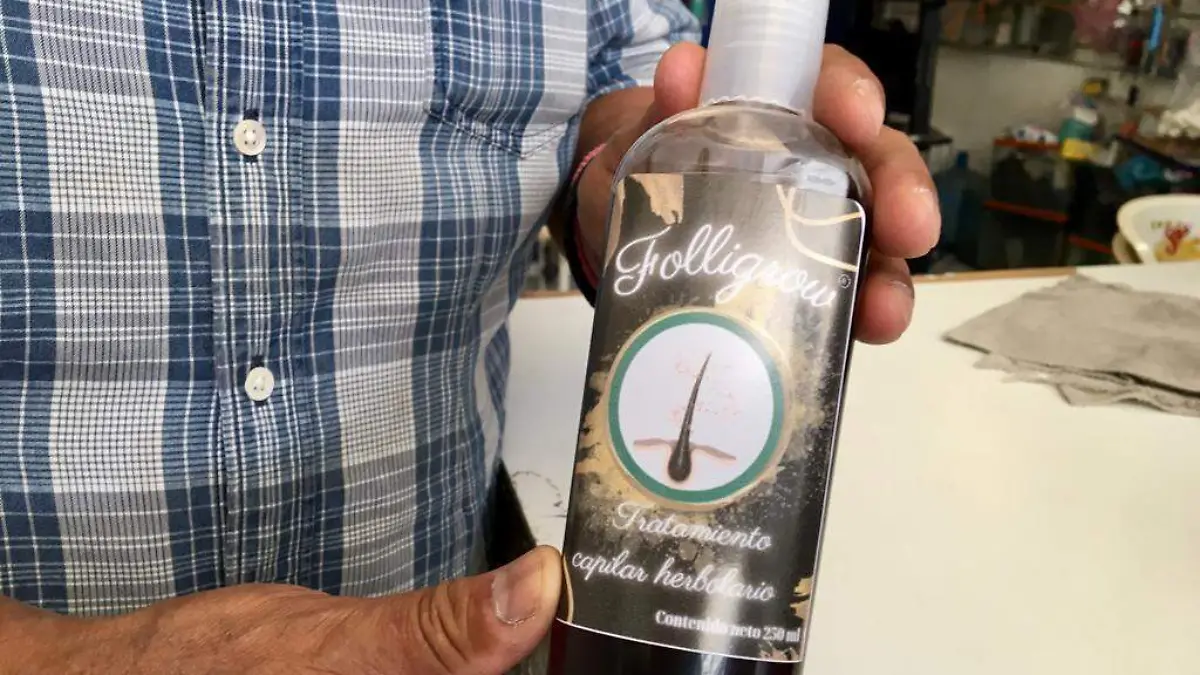 Folligrow®
Tratamiento
capilar herbolario
Contenido neto 250 ml